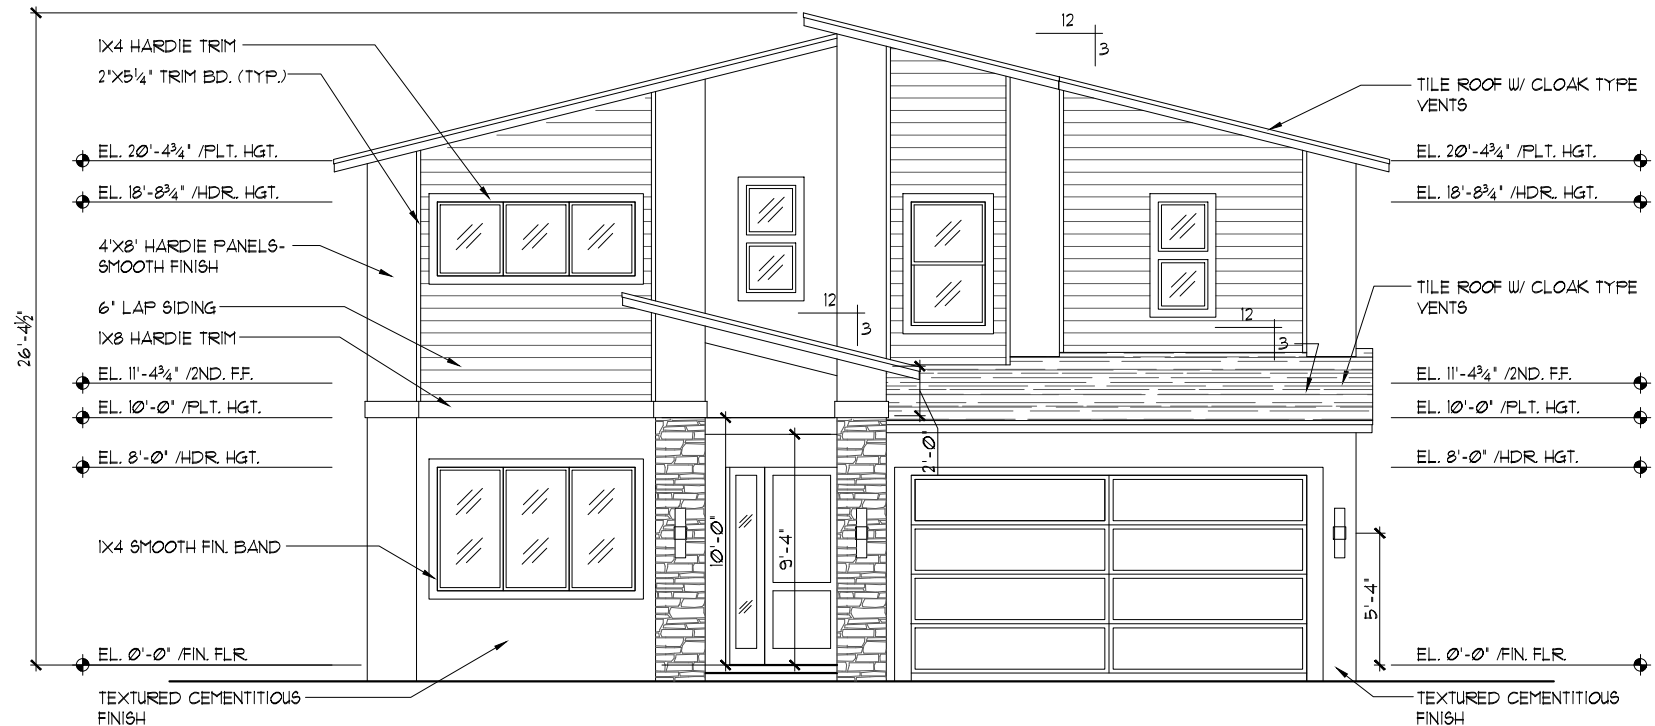 1X4 HARDIE TRIM
2"X5¼" TRIM BD. (TYP.)
EL. 20'-4¾" /PLT. HGT.
EL. 18'-8¾" /HDR. HGT.
4'X8' HARDIE PANELS-
SMOOTH FINISH
6" LAP SIDING
1X8 HARDIE TRIM
EL. 11'-4¾" /2ND. F.F.
EL. 10'-0" /PLT. HGT.
EL. 8'-0" /HDR. HGT.
1X4 SMOOTH FIN. BAND
EL. 0'-0" /FIN. FLR.
TEXTURED CEMENTITIOUS
FINISH
26'-4½"
12
3
12
3
12
3
2'-0"
10'-0"
9'-4"
5'-4"
TILE ROOF W/ CLOAK TYPE
VENTS
EL. 20'-4¾" /PLT. HGT.
EL. 18'-8¾" /HDR. HGT.
TILE ROOF W/ CLOAK TYPE
VENTS
EL. 11'-4¾" /2ND. F.F.
EL. 10'-0" /PLT. HGT.
EL. 8'-0" /HDR. HGT.
EL. 0'-0" /FIN. FLR.
TEXTURED CEMENTITIOUS
FINISH